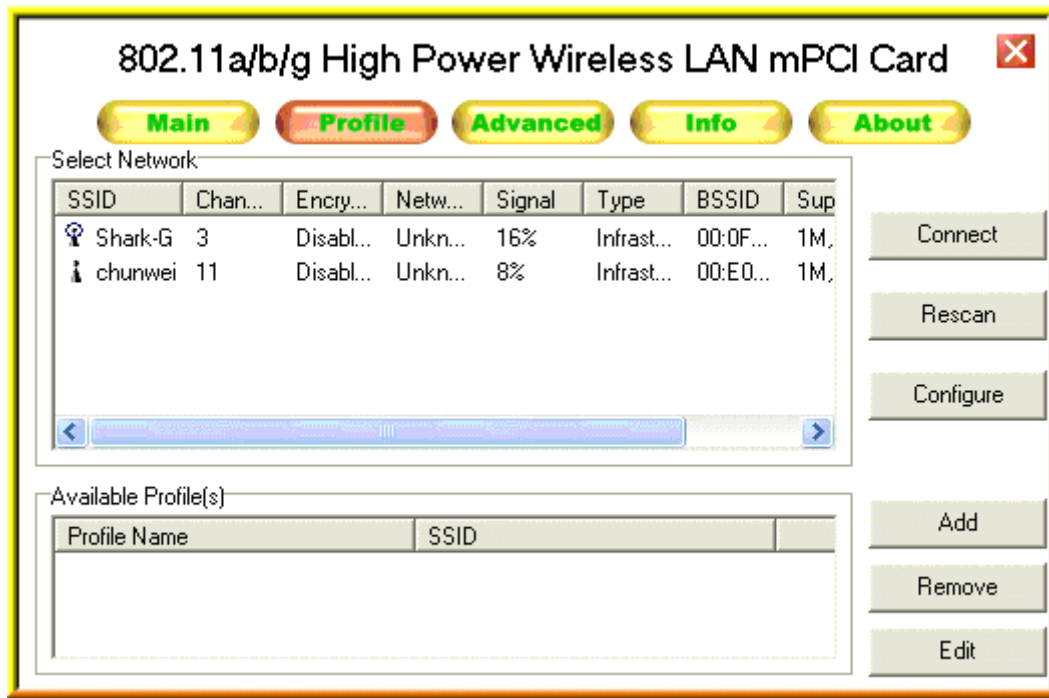 802.11a/b/g High Power Wireless LAN mPCI Card
Main Profile Advanced Info About
Select Network
SSID Chan... Encry... Netw... Signal Type BSSID Sup
Shark-G 3 Disabl... Unkn... 16% Infrast... 00:0F... 1M,
chunwei 11 Disabl... Unkn... 8% Infrast... 00:E0... 1M,
Connect
Rescan
Configure
Available Profile(s)
Profile Name SSID
Add
Remove
Edit